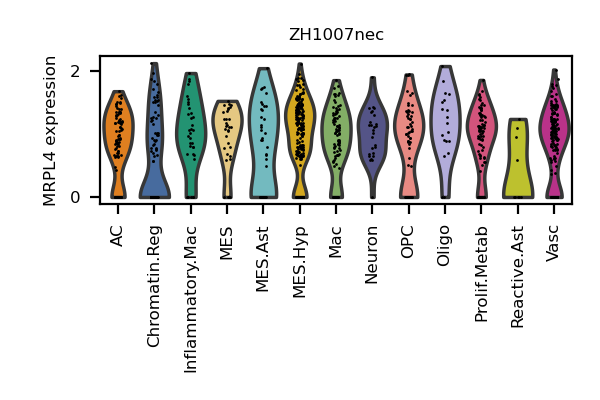 ZH1007nec
MRPL4 expression
2
0
AC
Chromatin.Reg
Inflammatory.Mac
MES
MES.Ast
MES.Hyp
Mac
Neuron
OPC
Oligo
Prolif.Metab
Reactive.Ast
Vasc